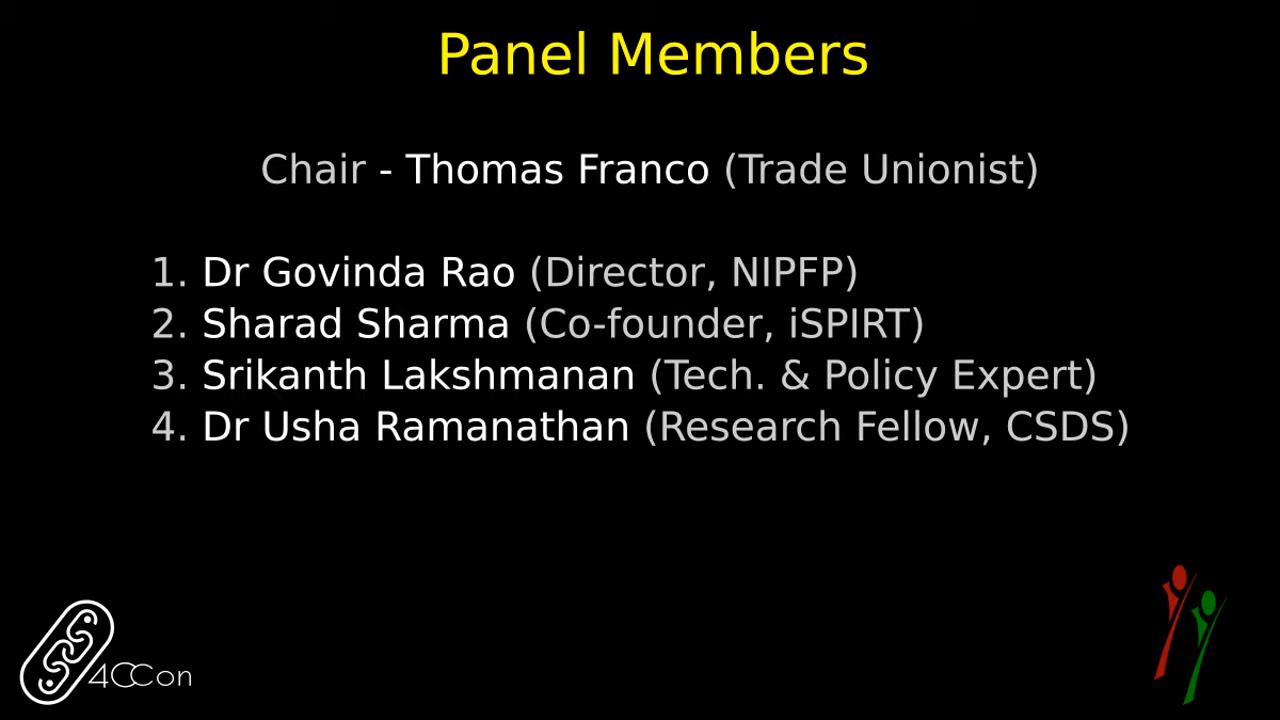 Panel Members
Chair - Thomas Franco (Trade Unionist)
1. Dr Govinda Rao (Director, NIPFP)
2. Sharad Sharma (Co-founder, iSPIRT)
3. Srikanth Lakshmanan (Tech. & Policy Expert)
4. Dr Usha Ramanathan (Research Fellow, CSDS)
4CCon